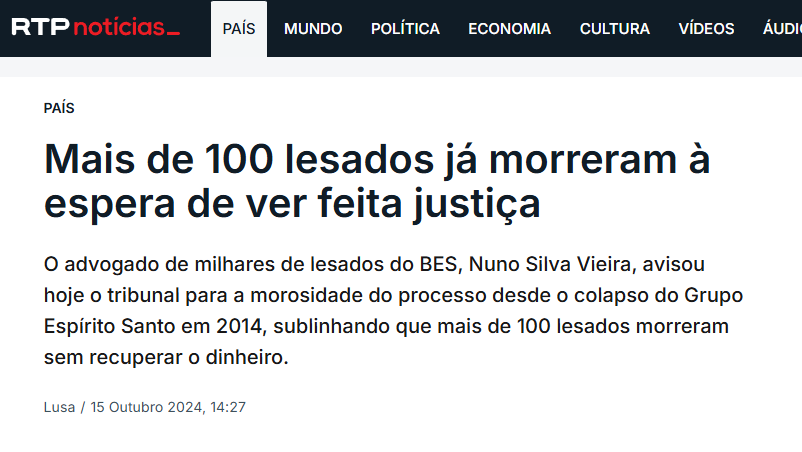 RTP notícias_ PAÍS MUNDO POLÍTICA ECONOMIA CULTURA VÍDEOS
PAÍS
Mais de 100 lesados já morreram à
espera de ver feita justiça
O advogado de milhares de lesados do BES, Nuno Silva Vieira, avisou
hoje o tribunal para a morosidade do processo desde o colapso do Grupo
Espírito Santo em 2014, sublinhando que mais de 100 lesados morreram
sem recuperar o dinheiro.
Lusa / 15 Outubro 2024, 14:27